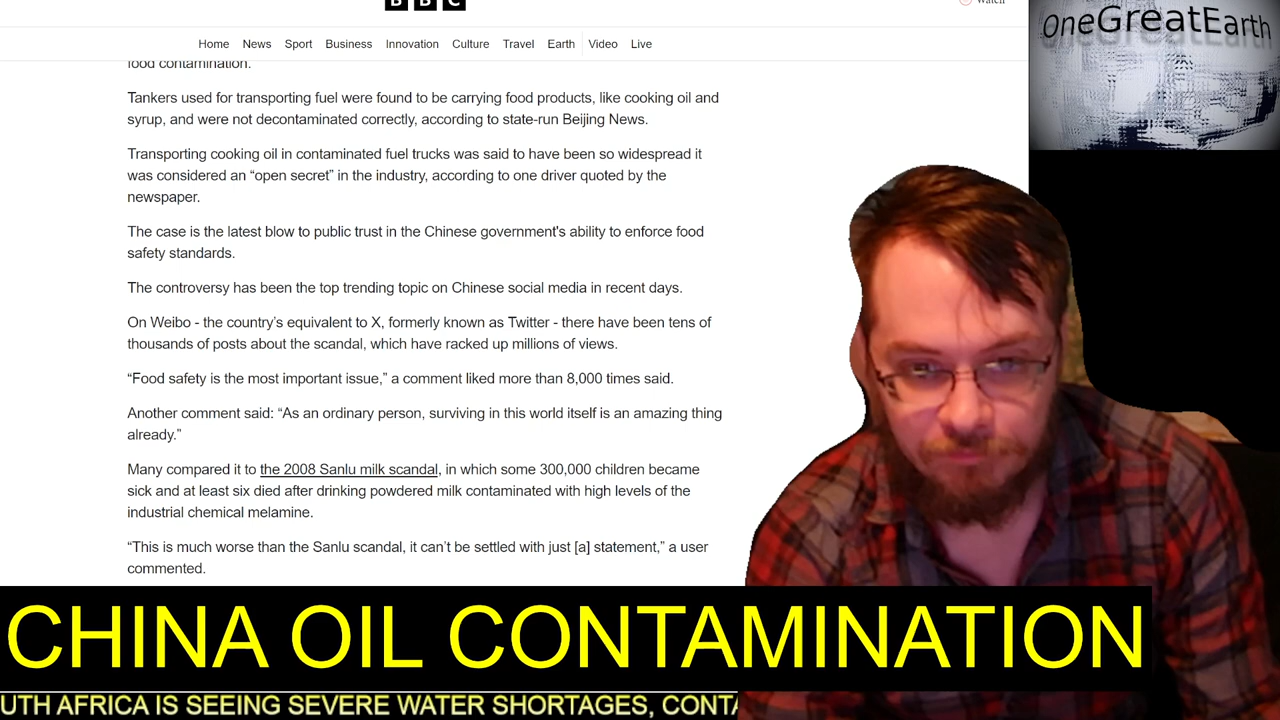 BBC
Watch
OneGreatEarth
Home News Sport Business Innovation Culture Travel Earth Video Live
food contamination.
Tankers used for transporting fuel were found to be carrying food products, like cooking oil and
syrup, and were not decontaminated correctly, according to state-run Beijing News.
Transporting cooking oil in contaminated fuel trucks was said to have been so widespread it
was considered an “open secret” in the industry, according to one driver quoted by the
newspaper.
The case is the latest blow to public trust in the Chinese government's ability to enforce food
safety standards.
The controversy has been the top trending topic on Chinese social media in recent days.
On Weibo - the country’s equivalent to X, formerly known as Twitter - there have been tens of
thousands of posts about the scandal, which have racked up millions of views.
“Food safety is the most important issue,” a comment liked more than 8,000 times said.
Another comment said: “As an ordinary person, surviving in this world itself is an amazing thing
already.”
Many compared it to the 2008 Sanlu milk scandal, in which some 300,000 children became
sick and at least six died after drinking powdered milk contaminated with high levels of the
industrial chemical melamine.
“This is much worse than the Sanlu scandal, it can’t be settled with just [a] statement,” a user
commented.
CHINA OIL CONTAMINATION
UTH AFRICA IS SEEING SEVERE WATER SHORTAGES, CONTA